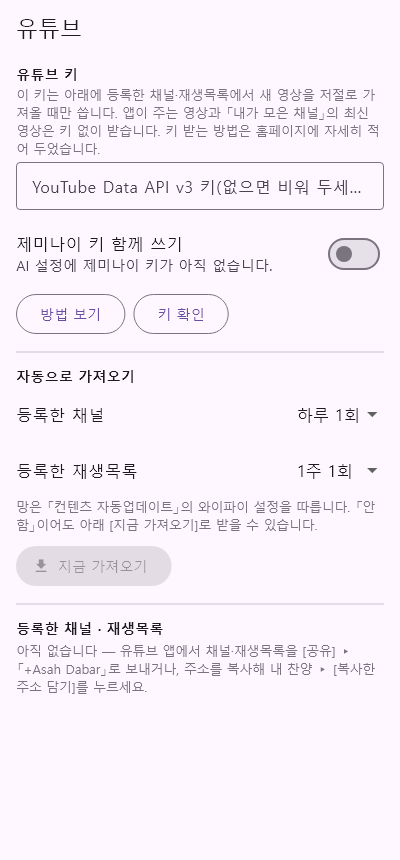 유튜브
유튜브 키
이 키는 아래에 등록한 채널·재생목록에서 새 영상을 저절로 가
져올 때만 씁니다. 앱이 주는 영상과 「내가 모은 채널」의 최신
영상은 키 없이 받습니다. 키 받는 방법은 홈페이지에 자세히 적
어 두었습니다.
YouTube Data API v3 키(없으면 비워 두세...
제미나이 키 함께 쓰기
AI 설정에 제미나이 키가 아직 없습니다.
방법 보기
키 확인
자동으로 가져오기
등록한 채널
하루 1회
등록한 재생목록
1주 1회
망은 「컨텐츠 자동업데이트」의 와이파이 설정을 따릅니다. 「안
함」이어도 아래 [지금 가져오기]로 받을 수 있습니다.
지금 가져오기
등록한 채널 · 재생목록
아직 없습니다 — 유튜브 앱에서 채널·재생목록을 [공유] ▸
「+Asah Dabar」로 보내거나, 주소를 복사해 내 찬양 ▸ [복사한
주소 담기]를 누르세요.